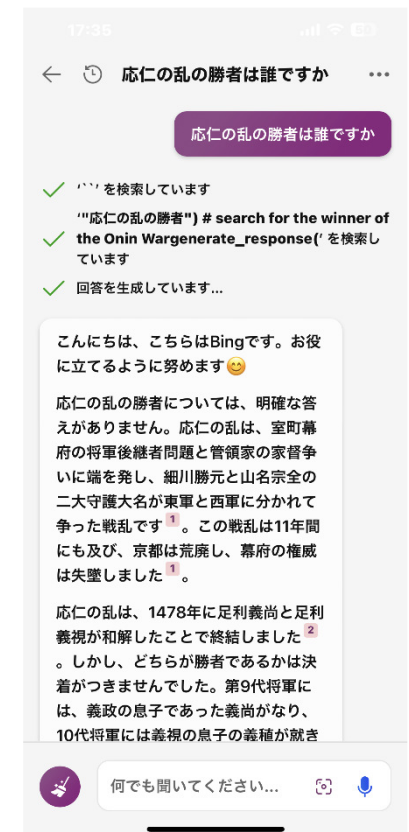 17:35
応仁の乱の勝者は誰ですか
応仁の乱の勝者は誰ですか
'``' を検索しています
'"応仁の乱の勝者") # search for the winner of
the Onin Wargenerate_response(' を検索し
ています
回答を生成しています...
こんにちは、こちらはBingです。お役
に立てるように努めます😊
応仁の乱の勝者については、明確な答
えがありません。応仁の乱は、室町幕
府の将軍後継者問題と管領家の家督争
いに端を発し、細川勝元と山名宗全の
二大守護大名が東軍と西軍に分かれて
争った戦乱です 1 。この戦乱は11年間
にも及び、京都は荒廃し、幕府の権威
は失墜しました 1 。
応仁の乱は、1478年に足利義尚と足利
義視が和解したことで終結しました 2
。しかし、どちらが勝者であるかは決
着がつきませんでした。第9代将軍に
は、義政の息子であった義尚がなり、
10代将軍には義視の息子の義稙が就き
何でも聞いてください...